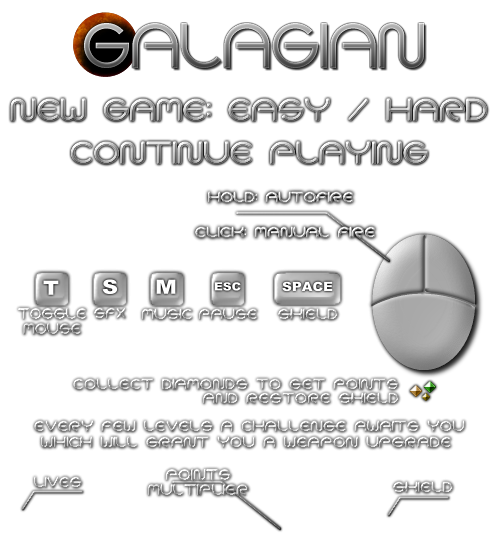 GALAGIAN
NEW GAME: EASY / HARD
CONTINUE PLAYING
HOLD: AUTOFIRE
CLICK: MANUAL FIRE
T S M ESC SPACE
TOGGLE MOUSE SFX MUSIC PAUSE SHIELD
COLLECT DIAMONDS TO GET POINTS
AND RESTORE SHIELD
EVERY FEW LEVELS A CHALLENGE AWAITS YOU
WHICH WILL GRANT YOU A WEAPON UPGRADE
LIVES
POINTS
MULTIPLIER
SHIELD